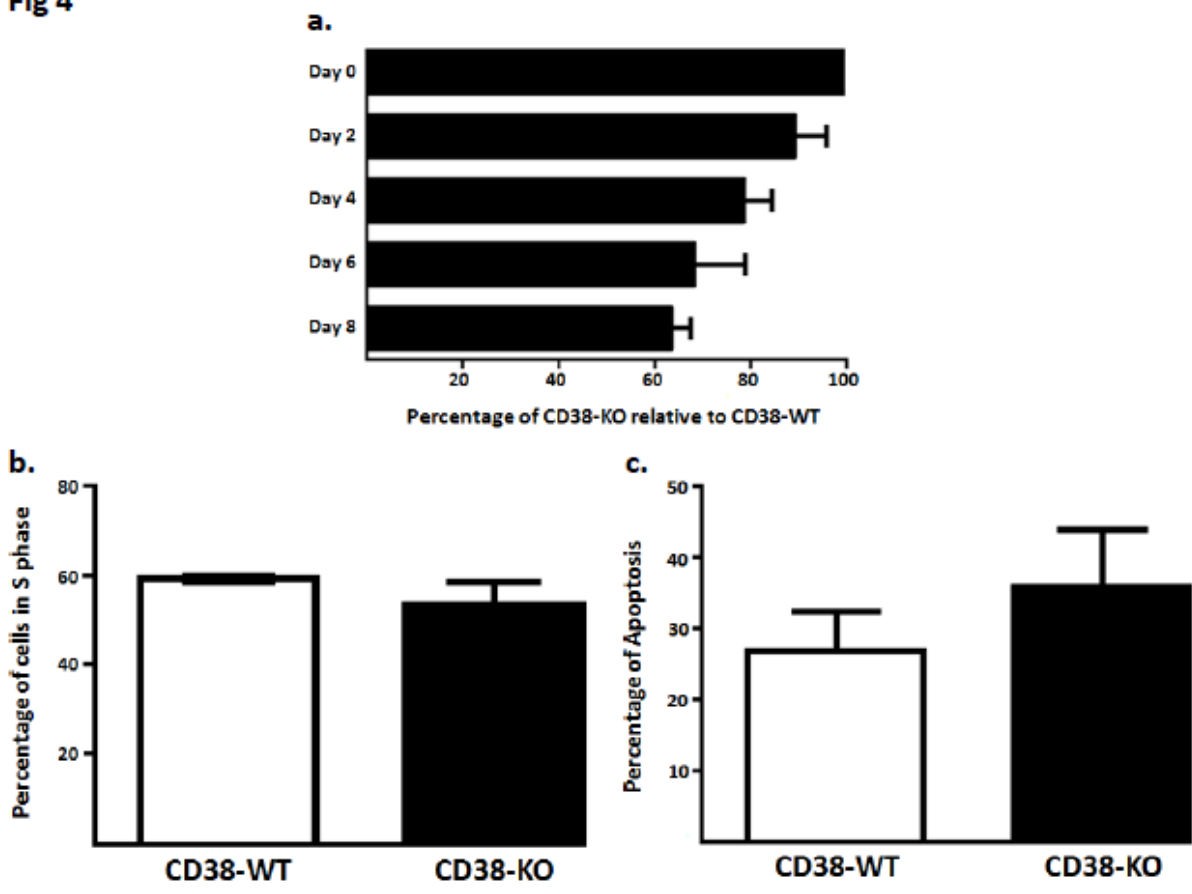 Fig 4
a.
Day 0
Day 2
Day 4
Day 6
Day 8
20 40 60 80 100
Percentage of CD38-KO relative to CD38-WT
b.
Percentage of cells in S phase
80
60
40
20
CD38-WT CD38-KO
c.
Percentage of Apoptosis
50
40
30
20
10
CD38-WT CD38-KO